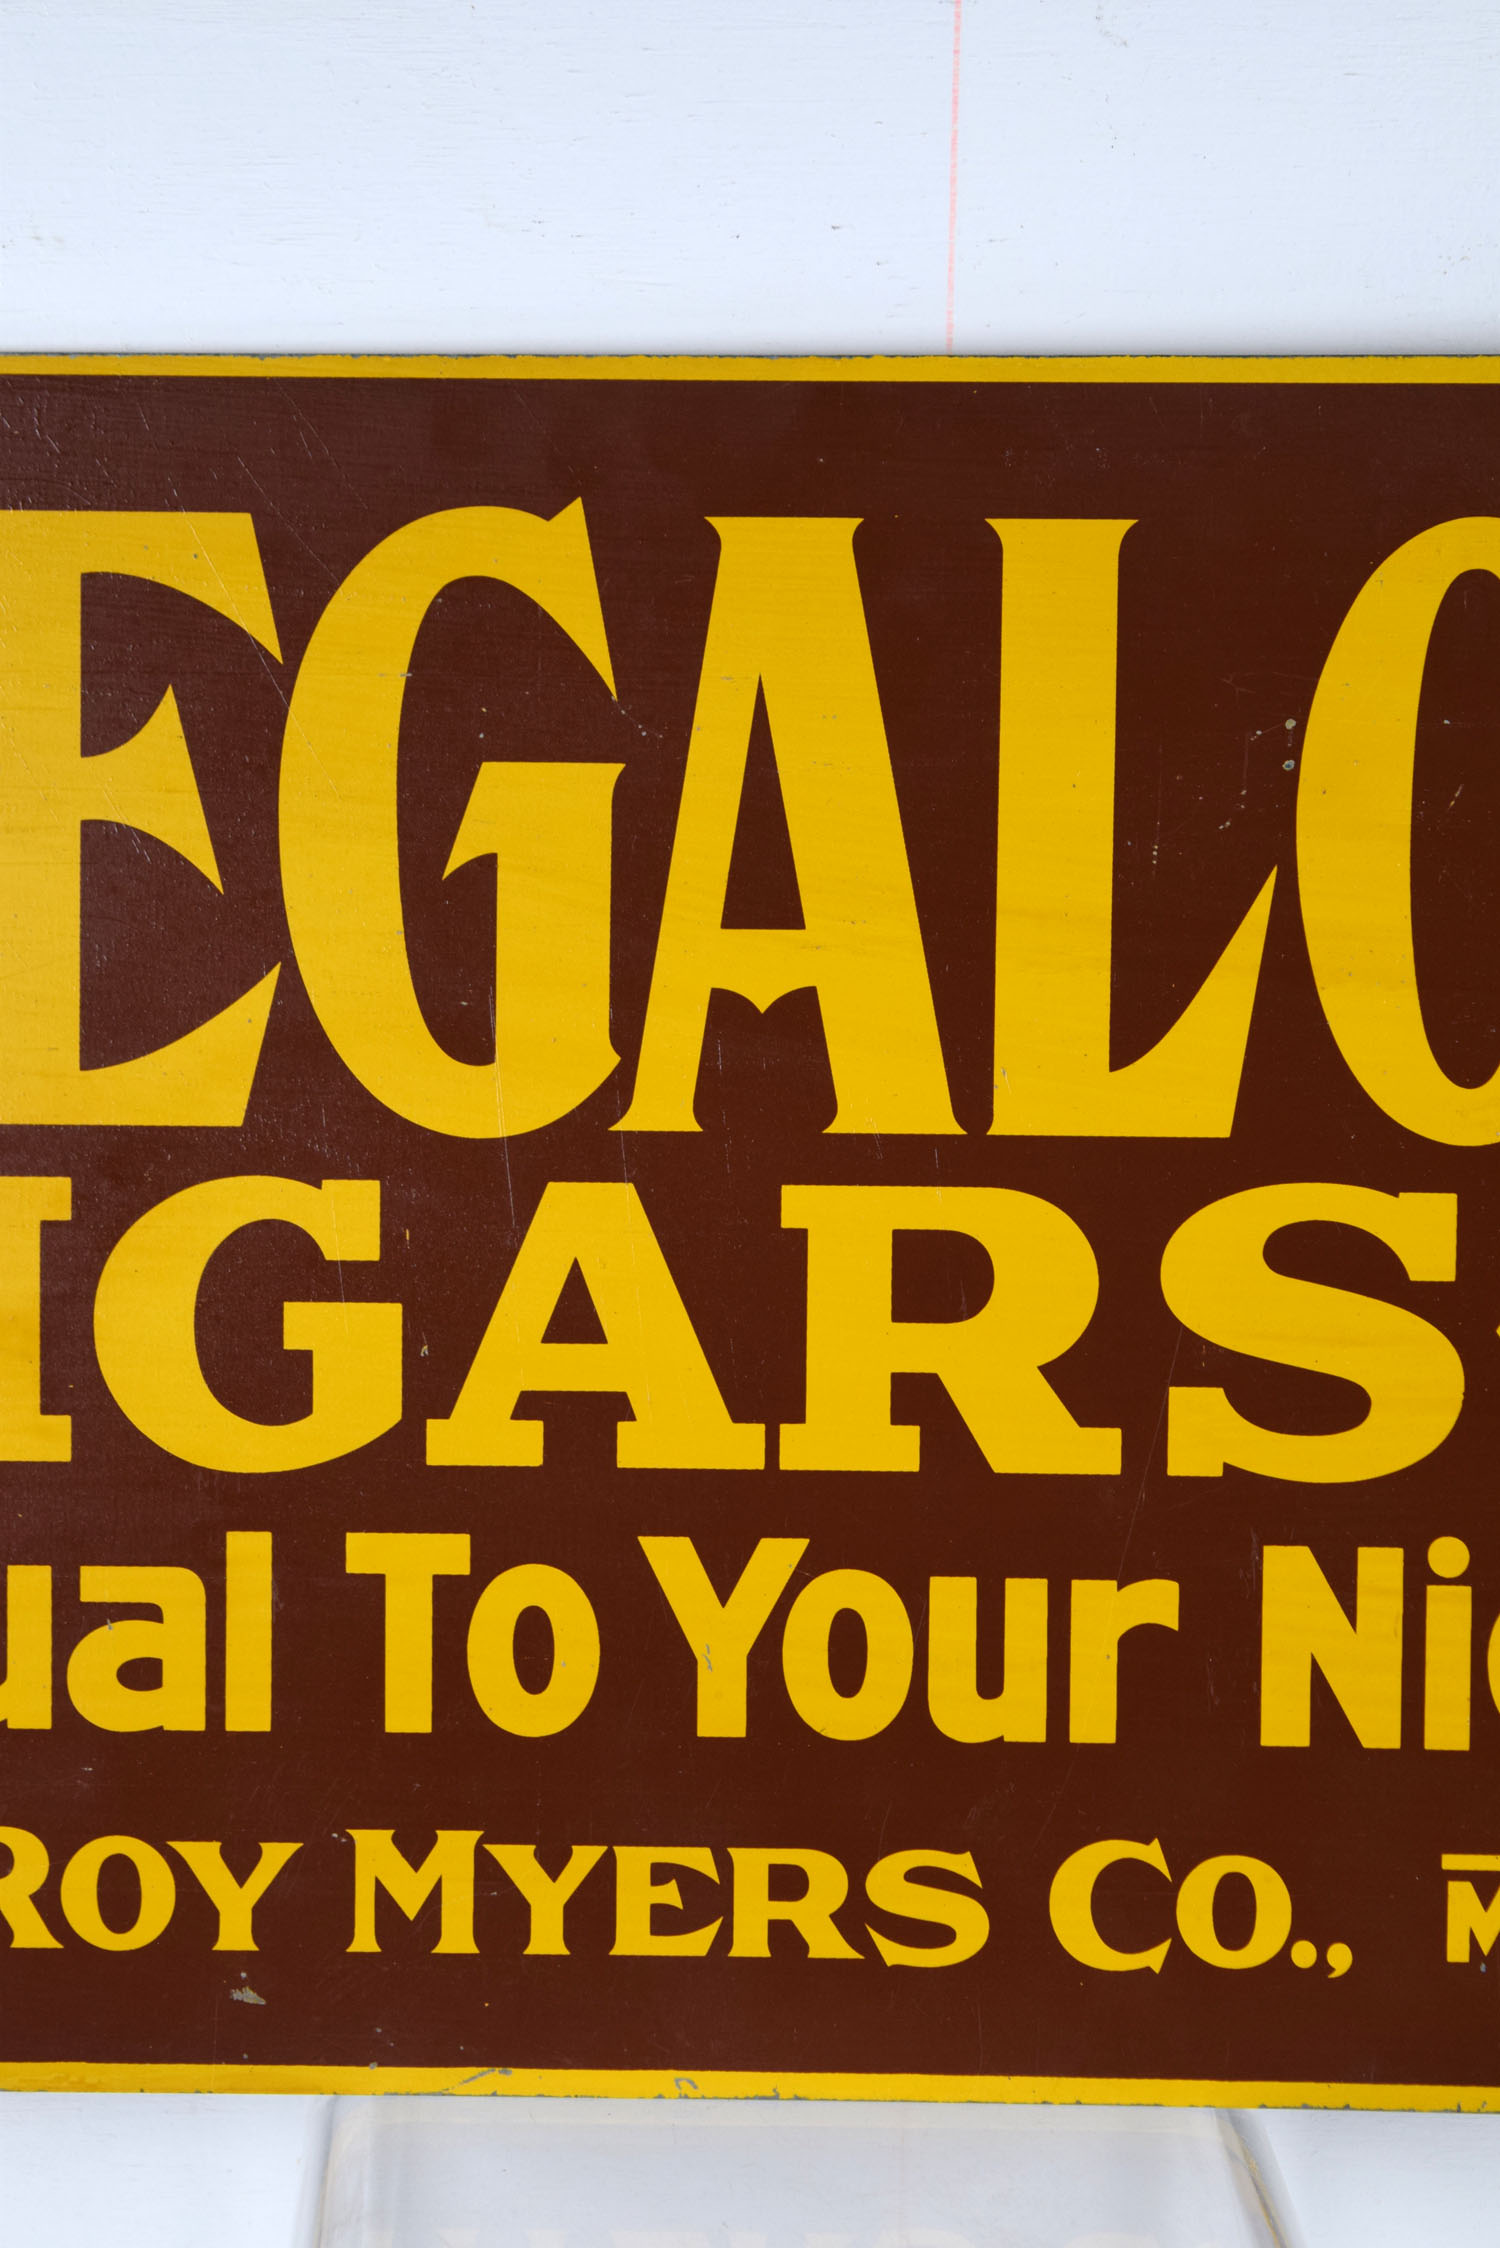 EGALO
IGARS
ual To Your Nic
ROY MYERS CO., M